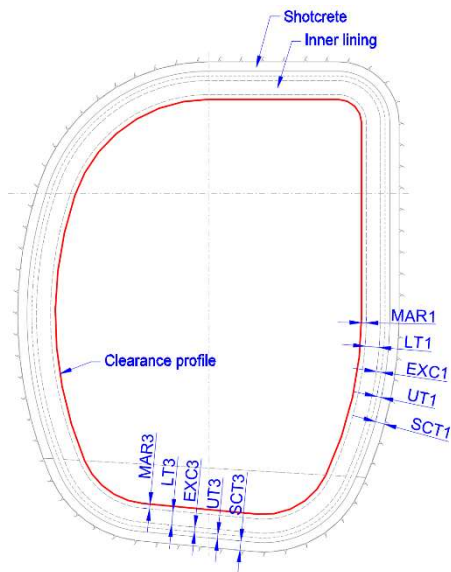 Shotcrete
Inner lining
MAR1
LT1
EXC1
UT1
SCT1
Clearance profile
MAR3
LT3
EXC3
UT3
SCT3